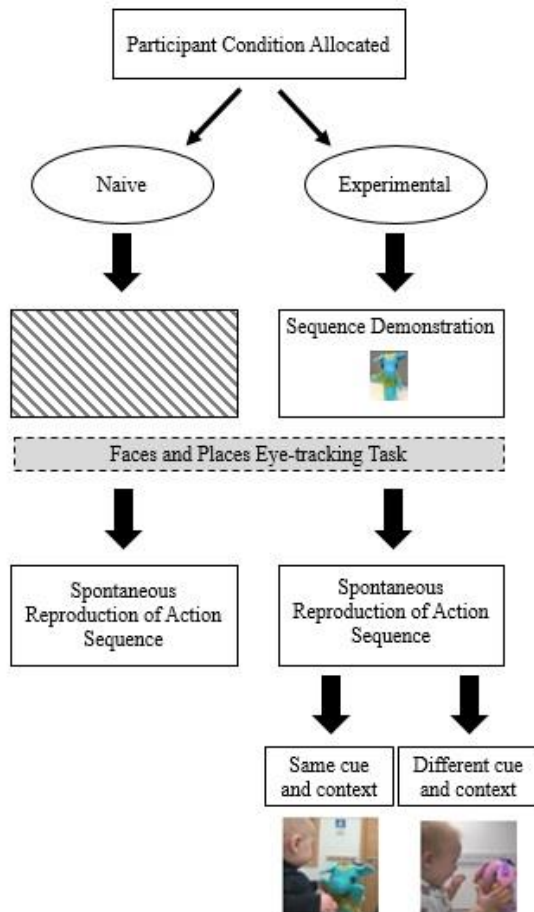 Participant Condition Allocated
Naive
Experimental
Sequence Demonstration
Faces and Places Eye-tracking Task
Spontaneous
Reproduction of Action
Sequence
Spontaneous
Reproduction of Action
Sequence
Same cue
and context
Different cue
and context